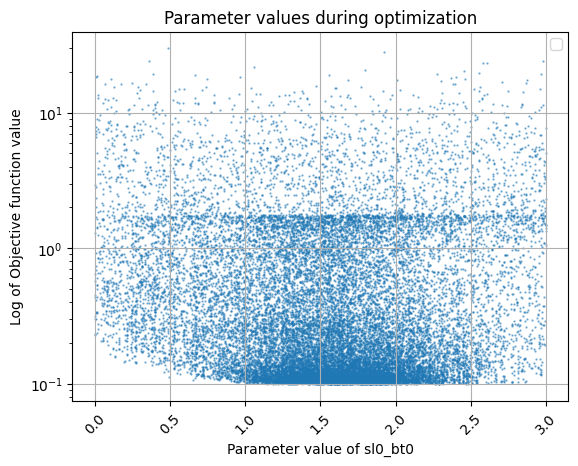 Parameter values during optimization
Log of Objective function value
10¹
10⁰
10⁻¹
0.0 0.5 1.0 1.5 2.0 2.5 3.0
Parameter value of sl0_bt0